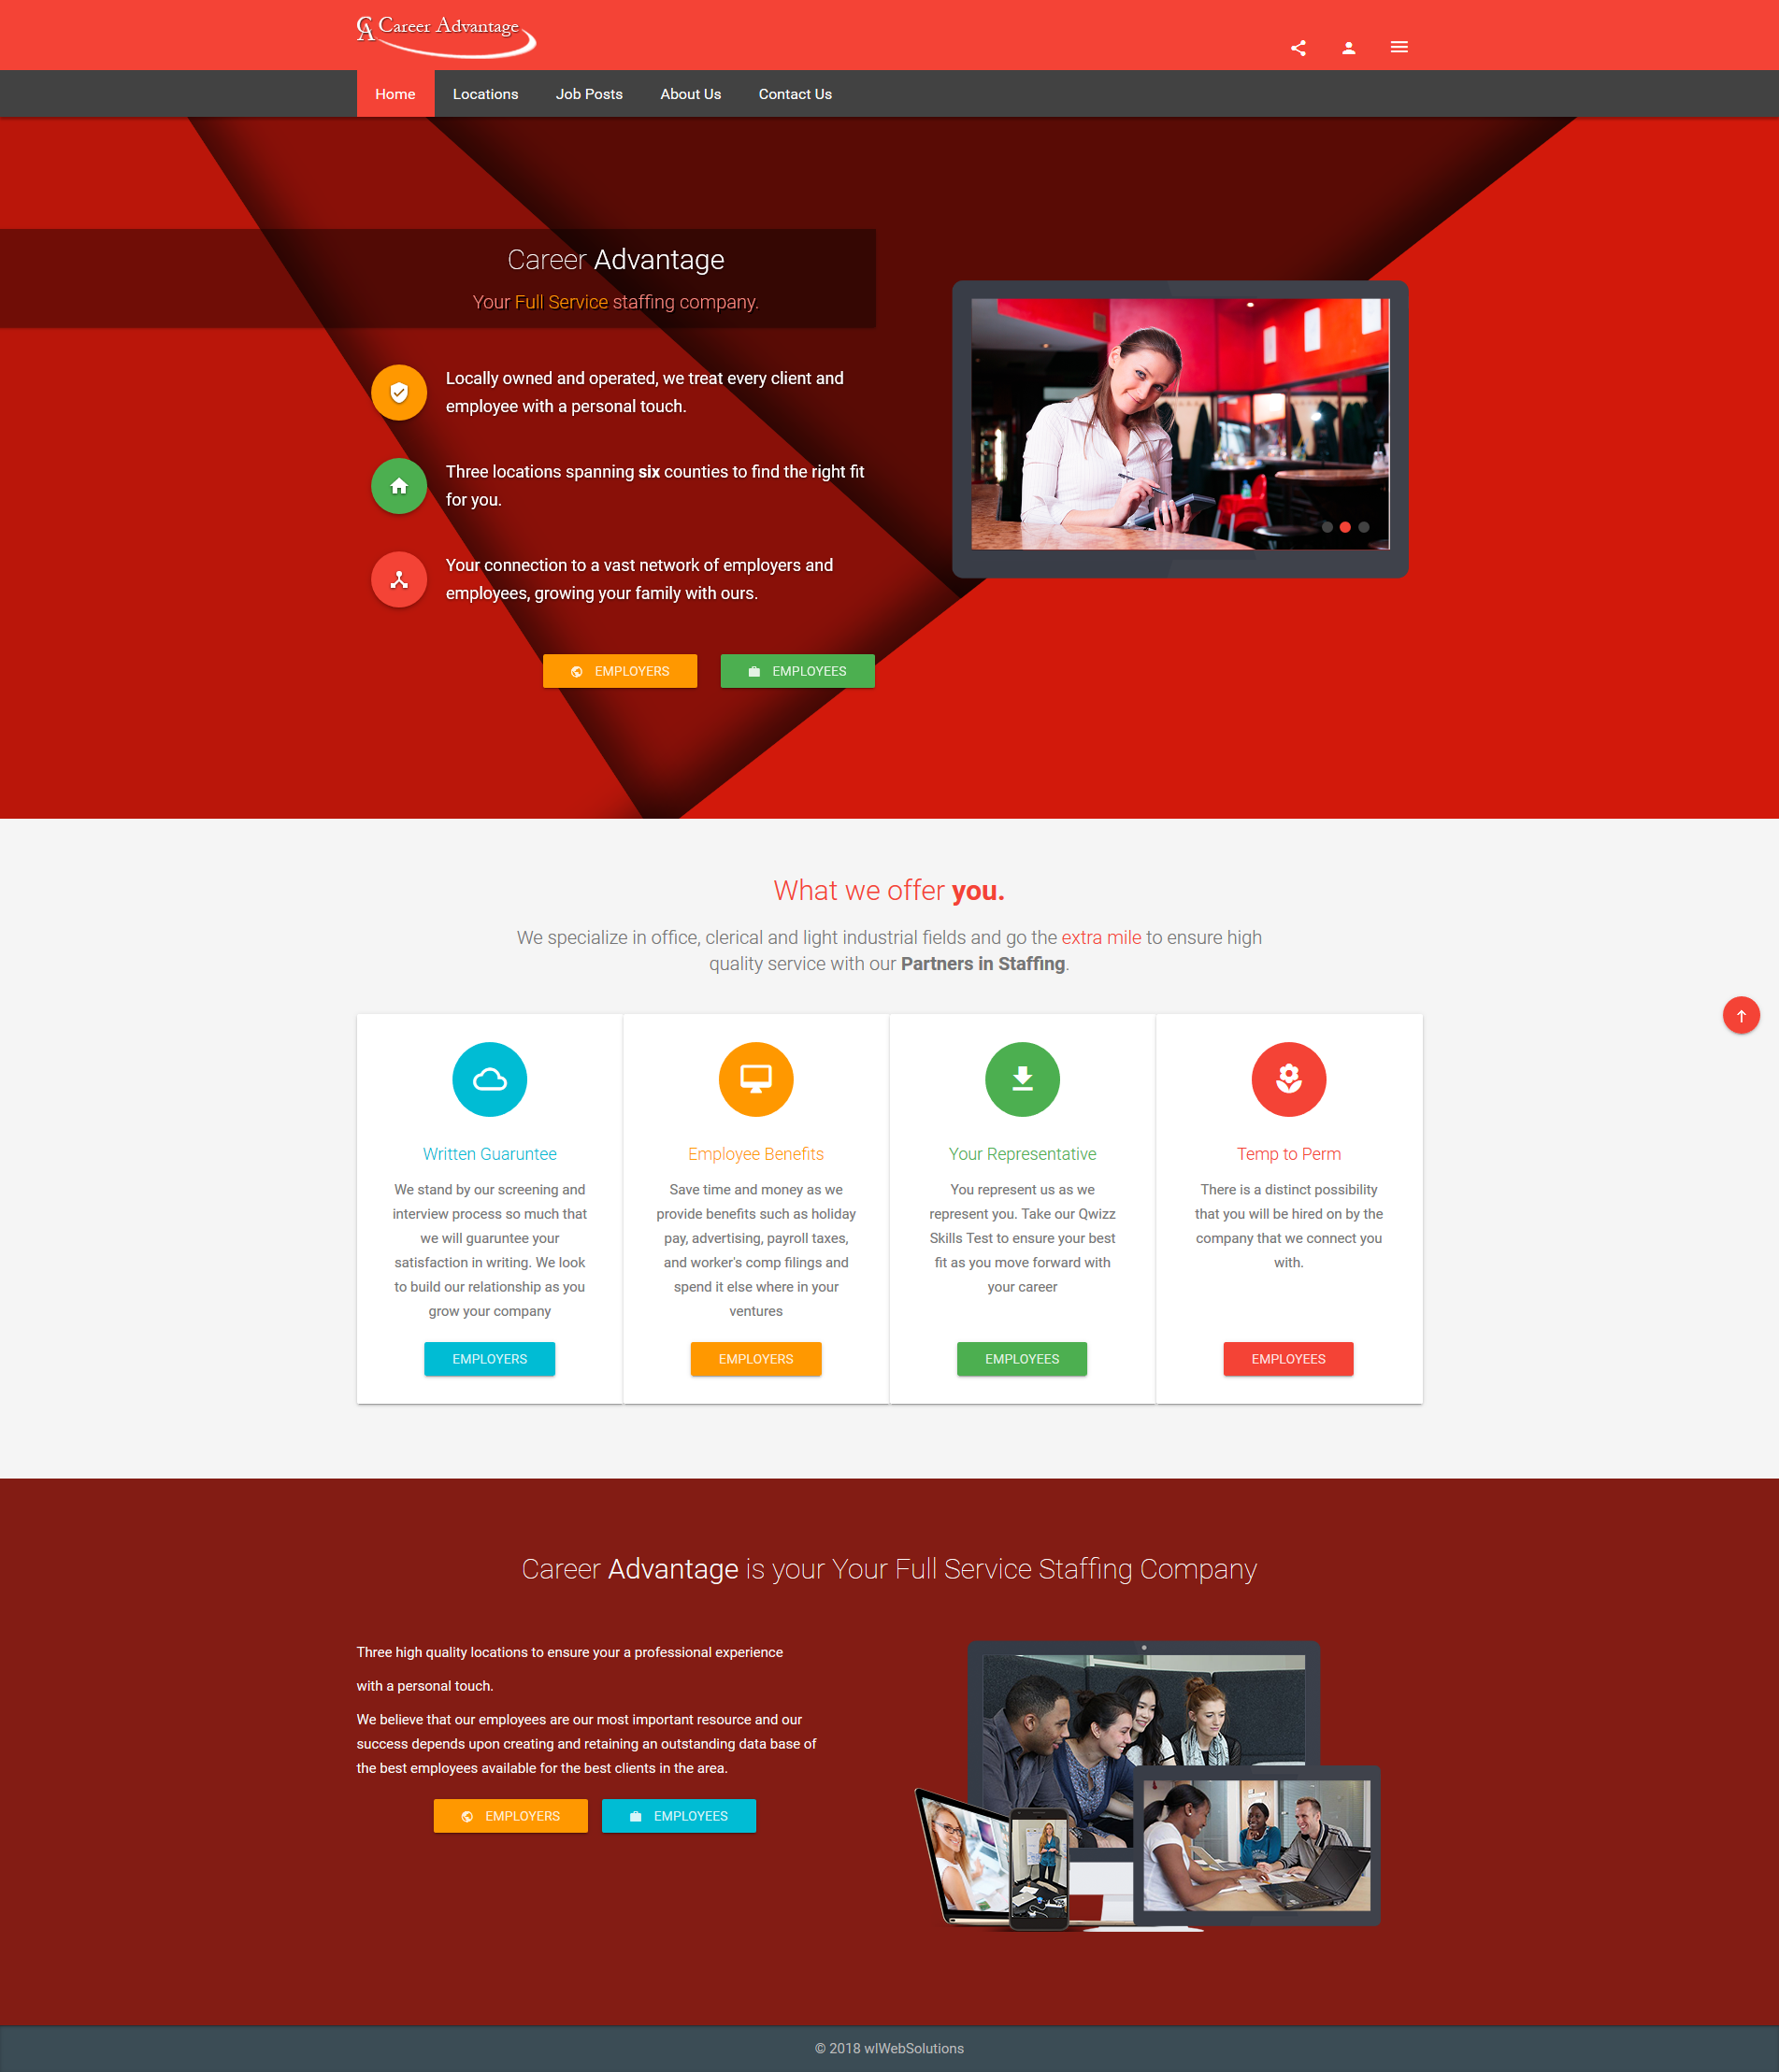 CA Career Advantage
Home Locations Job Posts About Us Contact Us
Career Advantage
Your Full Service staffing company.
Locally owned and operated, we treat every client and
employee with a personal touch.
Three locations spanning six counties to find the right fit
for you.
Your connection to a vast network of employers and
employees, growing your family with ours.
EMPLOYERS EMPLOYEES
What we offer you.
We specialize in office, clerical and light industrial fields and go the extra mile to ensure high
quality service with our Partners in Staffing.
Written Guaruntee
We stand by our screening and
interview process so much that
we will guaruntee your
satisfaction in writing. We look
to build our relationship as you
grow your company
EMPLOYERS
Employee Benefits
Save time and money as we
provide benefits such as holiday
pay, advertising, payroll taxes,
and worker's comp filings and
spend it else where in your
ventures
EMPLOYERS
Your Representative
You represent us as we
represent you. Take our Qwizz
Skills Test to ensure your best
fit as you move forward with
your career
EMPLOYEES
Temp to Perm
There is a distinct possibility
that you will be hired on by the
company that we connect you
with.
EMPLOYEES
Career Advantage is your Your Full Service Staffing Company
Three high quality locations to ensure your a professional experience
with a personal touch.
We believe that our employees are our most important resource and our
success depends upon creating and retaining an outstanding data base of
the best employees available for the best clients in the area.
EMPLOYERS EMPLOYEES
© 2018 wlWebSolutions